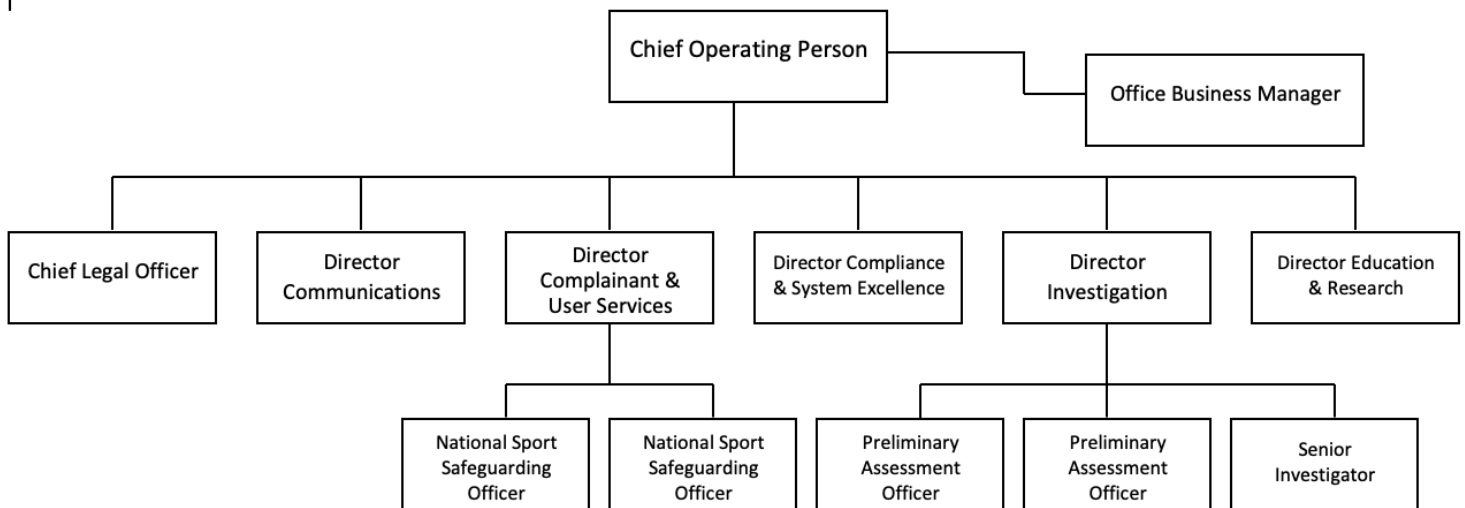 Chief Operating Person
Office Business Manager
Chief Legal Officer
Director
Communications
Director
Complainant &
User Services
Director Compliance
& System Excellence
Director
Investigation
Director Education
& Research
National Sport
Safeguarding
Officer
National Sport
Safeguarding
Officer
Preliminary
Assessment
Officer
Preliminary
Assessment
Officer
Senior
Investigator